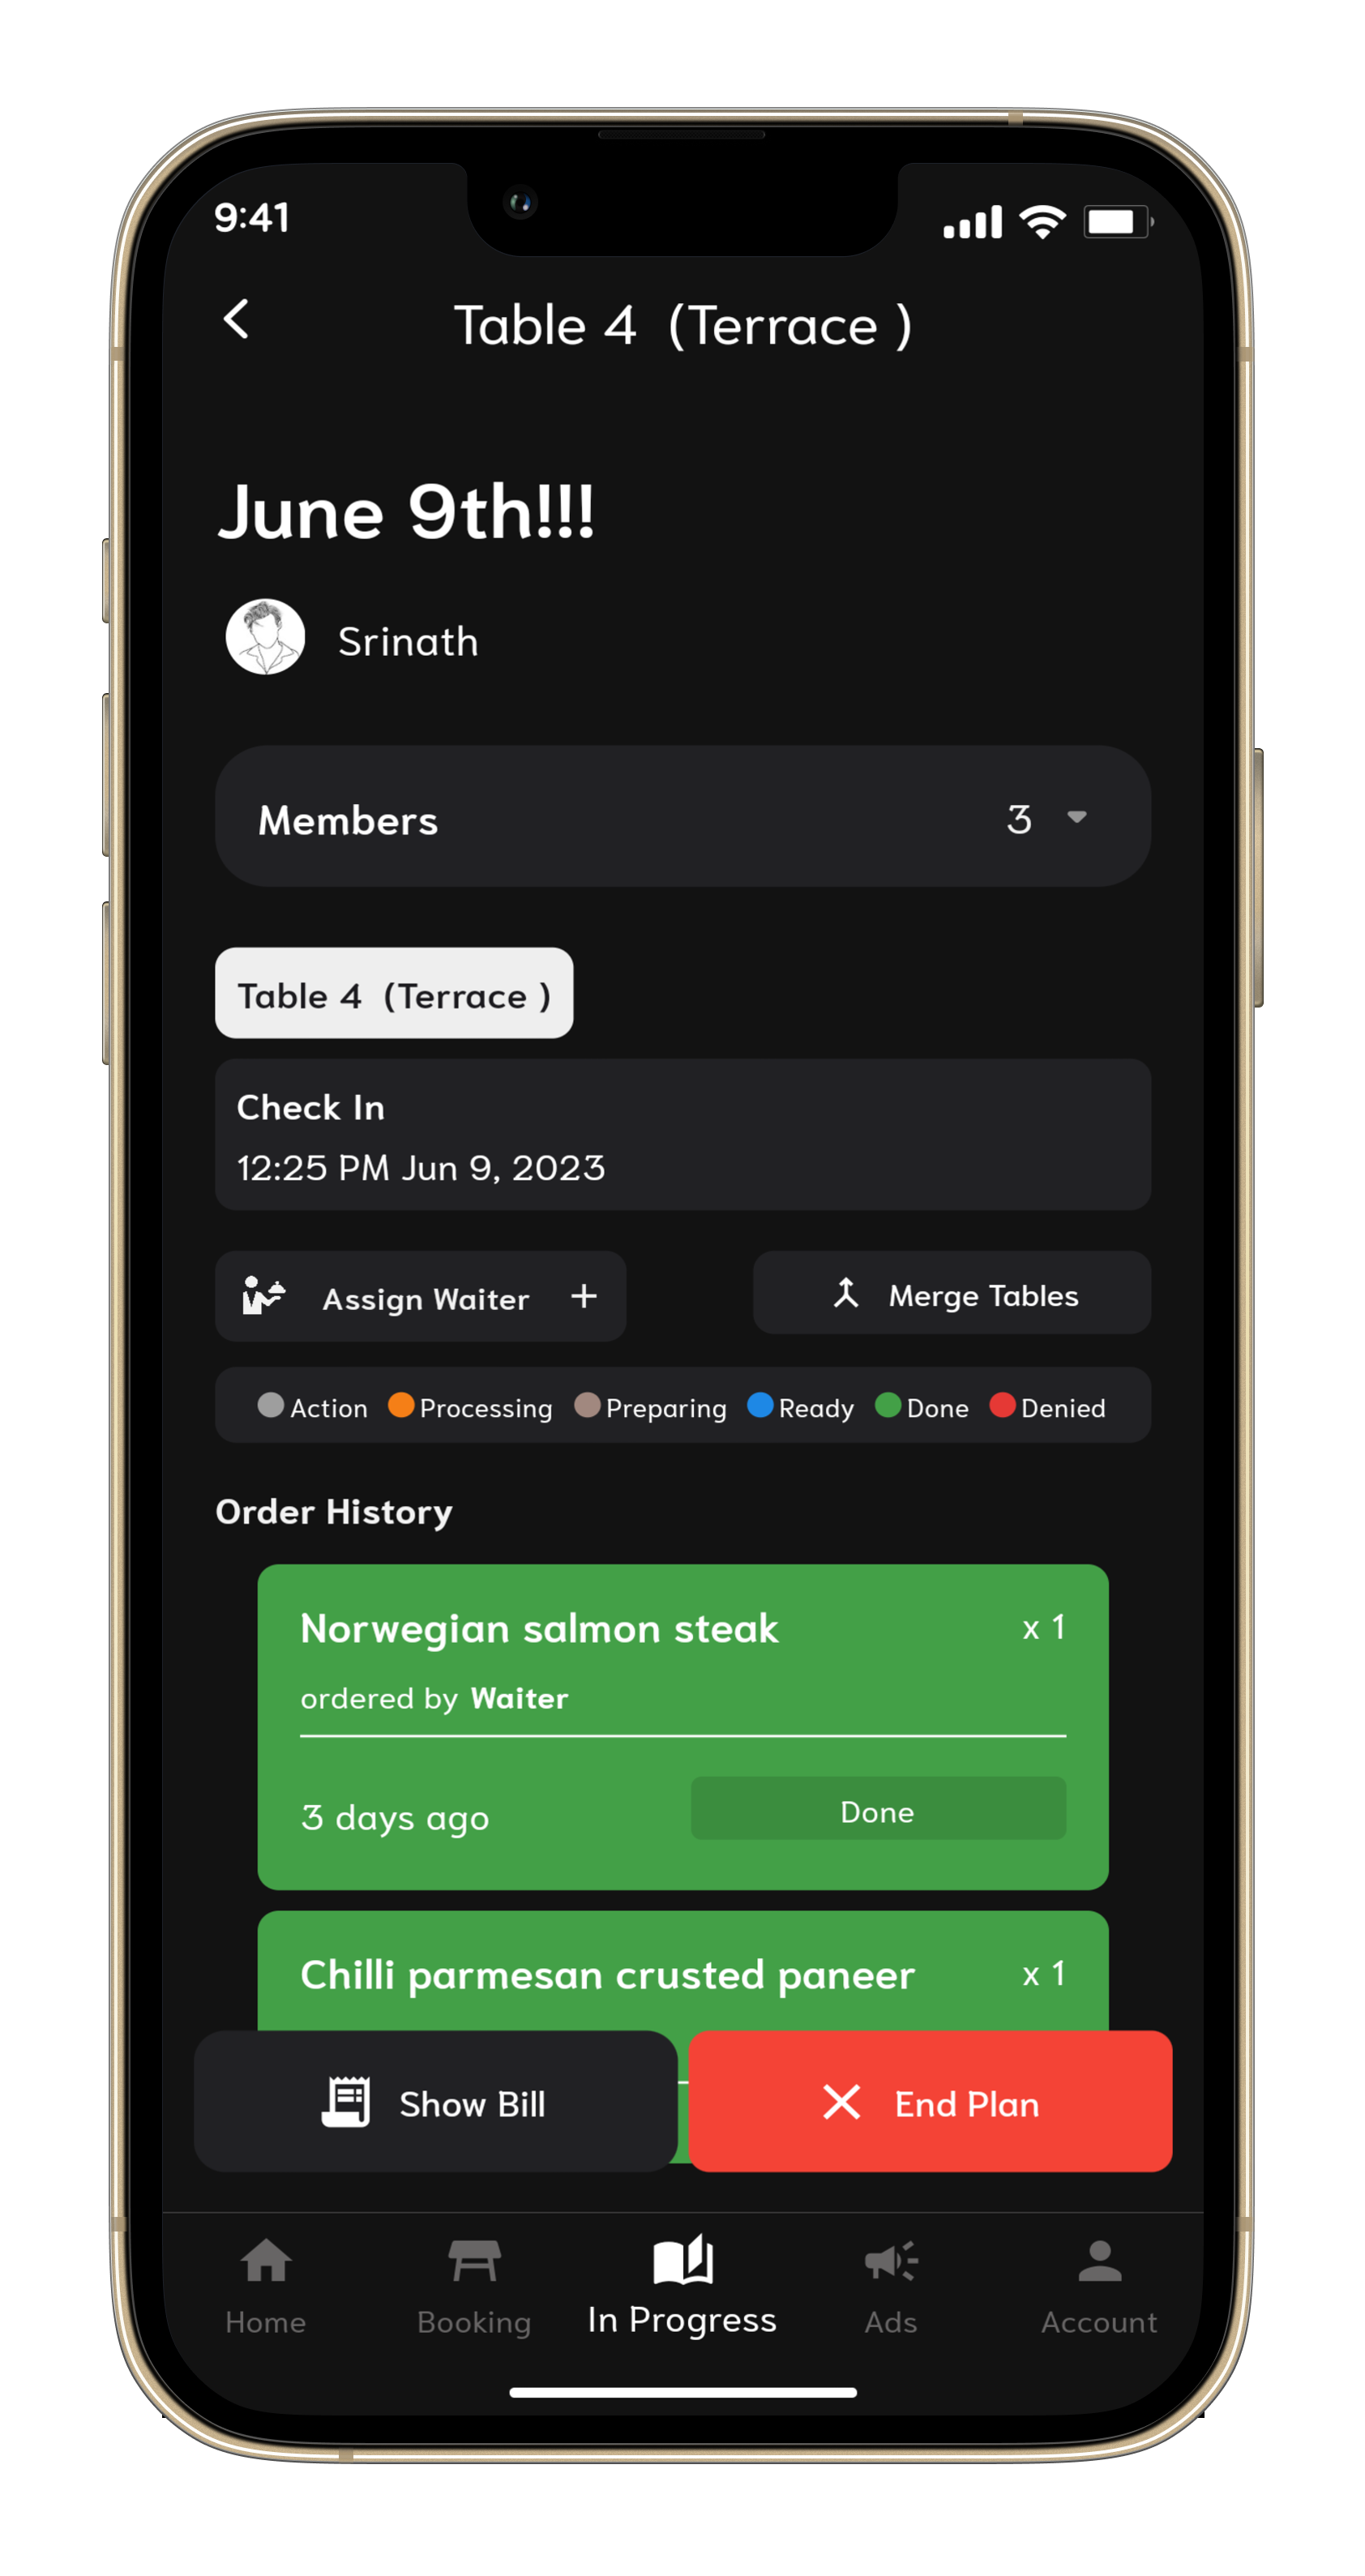 9:41
Table 4 (Terrace )
June 9th!!!
Srinath
Members 3
Table 4 (Terrace )
Check In
12:25 PM Jun 9, 2023
Assign Waiter + Merge Tables
Action Processing Preparing Ready Done Denied
Order History
Norwegian salmon steak x 1
ordered by Waiter
3 days ago Done
Chilli parmesan crusted paneer x 1
Show Bill End Plan
Home Booking In Progress Ads Account